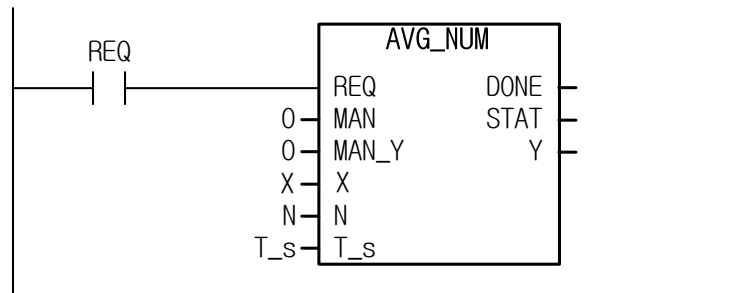 AVG_NUM
REQ
REQ DONE
0 MAN STAT
0 MAN_Y Y
X X
N N
T_s T_s